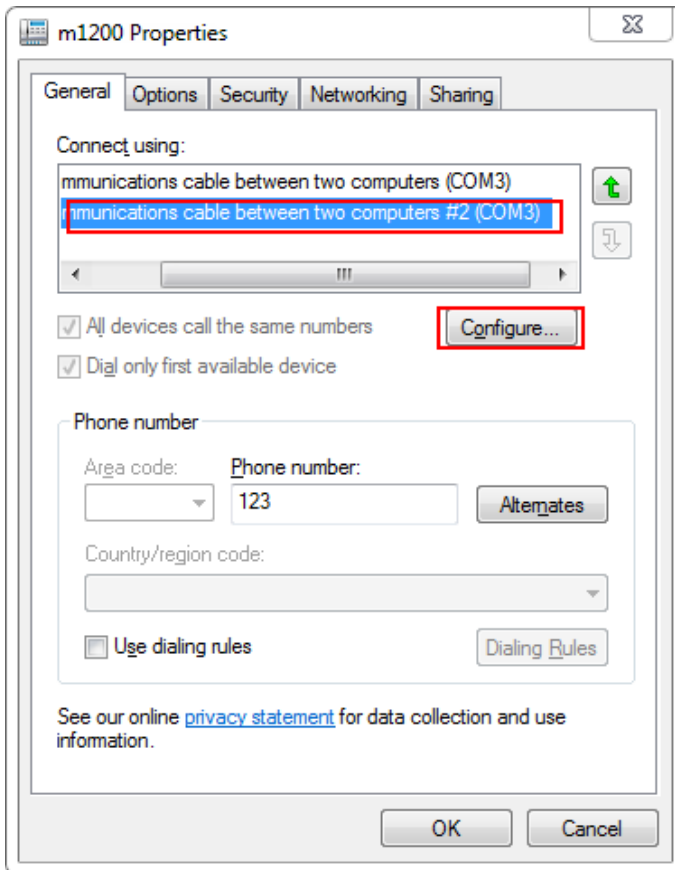 m1200 Properties
General Options Security Networking Sharing
Connect using:
mmunications cable between two computers (COM3)
mmunications cable between two computers #2 (COM3)
All devices call the same numbers Configure...
Dial only first available device
Phone number
Area code: Phone number:
123 Alternates
Country/region code:
Use dialing rules Dialing Rules
See our online privacy statement for data collection and use
information.
OK Cancel